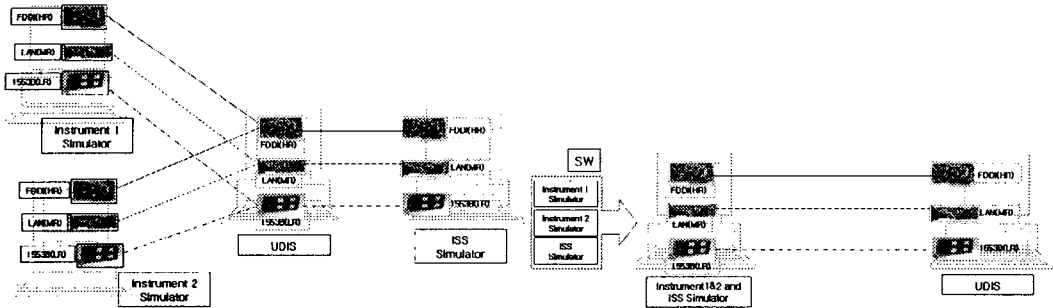 FDDI(HR)
LAN(MR)
1553B(LR)
Instrument 1
Simulator
FDDI(HR)
LAN(MR)
1553B(LR)
Instrument 2
Simulator
FDDI(HR)
LAN(MR)
1553B(LR)
UDIS
FDDI(HR)
LAN(MR)
1553B(LR)
ISS
Simulator
SW
Instrument 1
Simulator
Instrument 2
Simulator
ISS
Simulator
FDDI(HR)
LAN(MR)
1553B(LR)
Instrument1&2 and
ISS Simulator
FDDI(HR)
LAN(MR)
1553B(LR)
UDIS